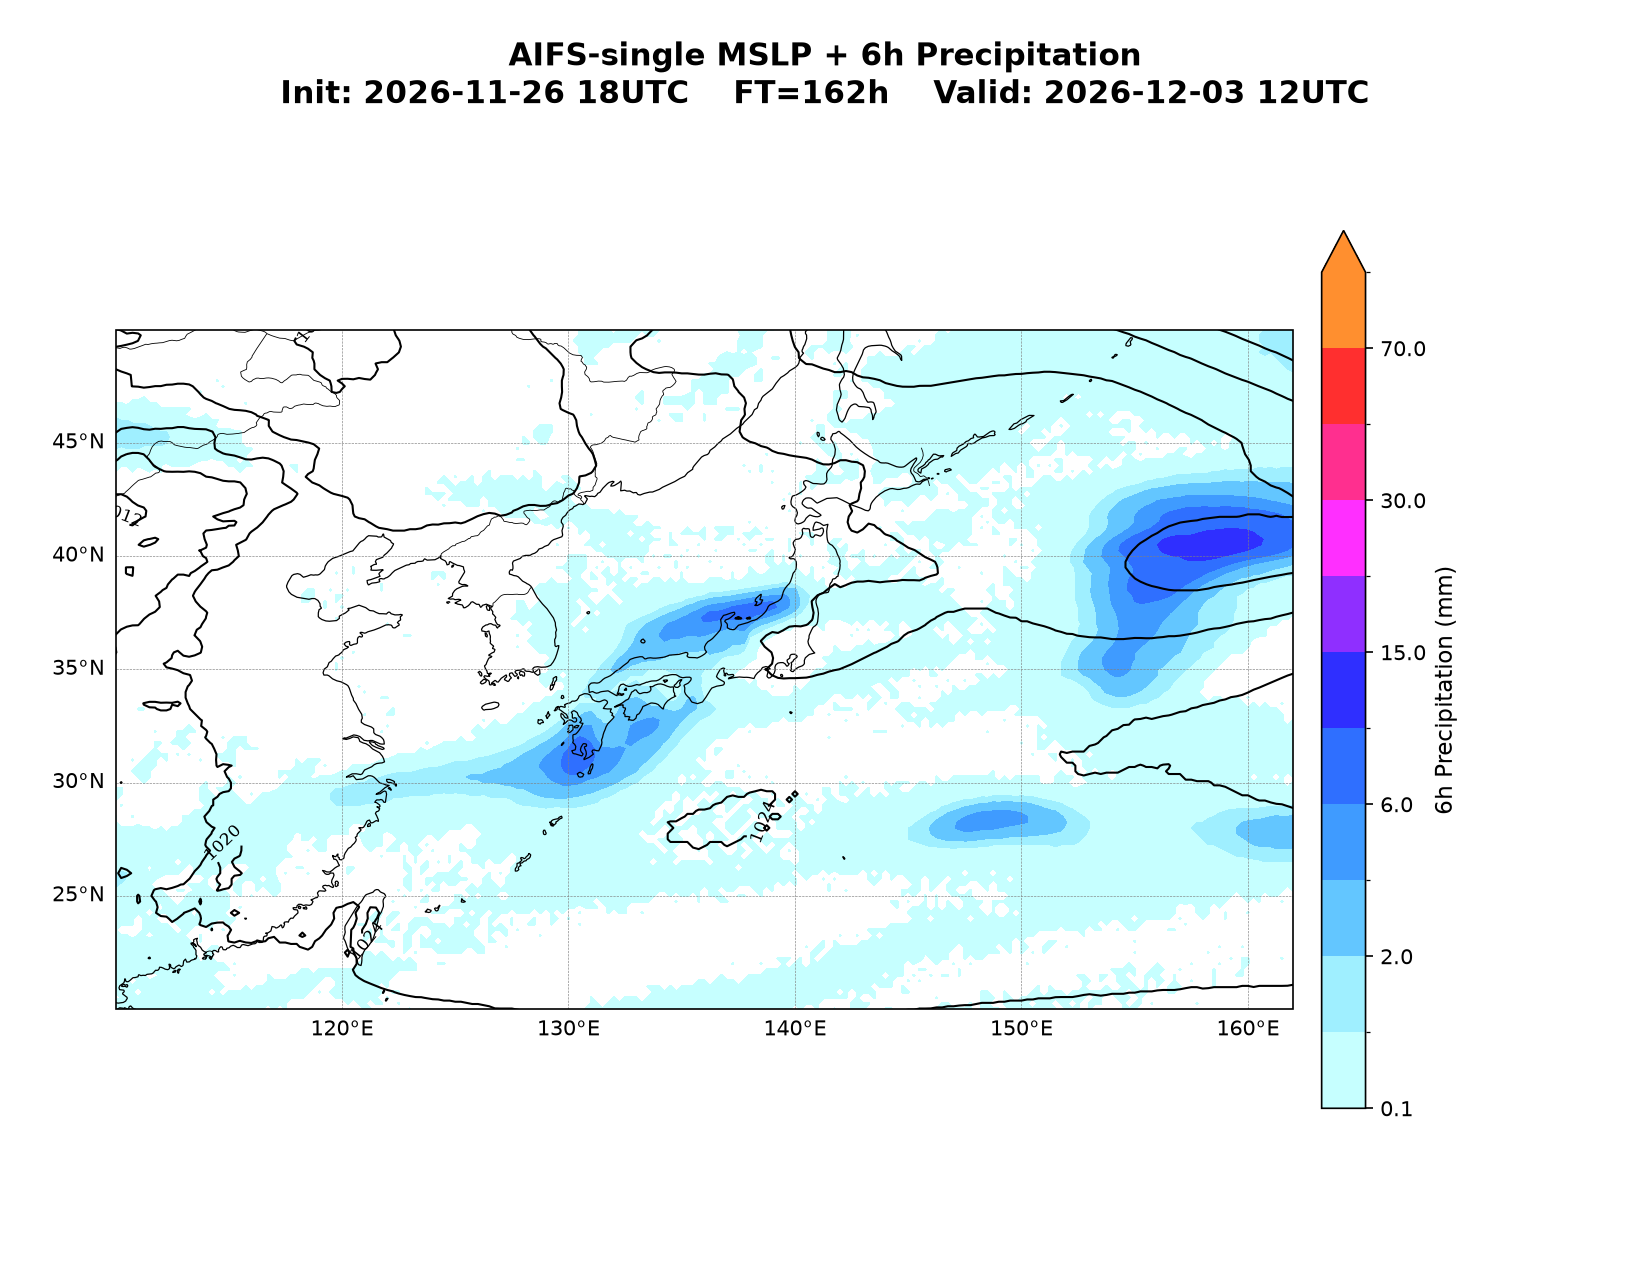 AIFS-single MSLP + 6h Precipitation
Init: 2026-11-26 18UTC    FT=162h    Valid: 2026-12-03 12UTC
45°N
40°N
35°N
30°N
25°N
120°E
130°E
140°E
150°E
160°E
1020
1024
70.0
30.0
15.0
6.0
2.0
0.1
6h Precipitation (mm)